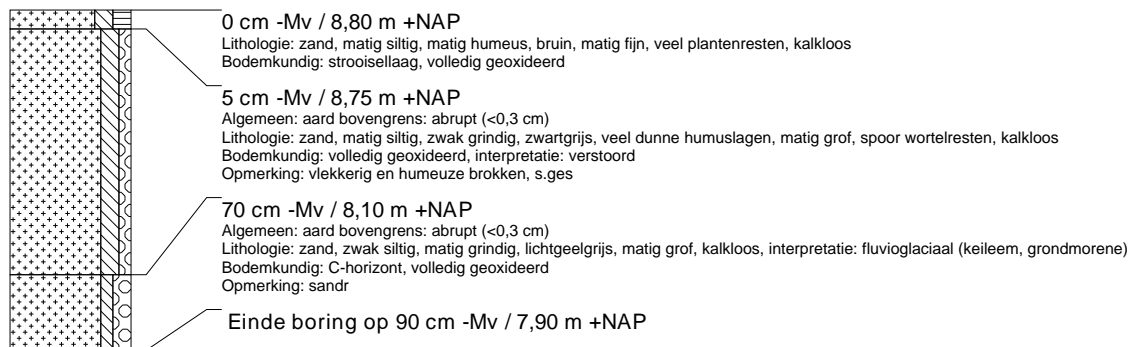 0 cm -Mv / 8,80 m +NAP
Lithologie: zand, matig siltig, matig humeus, bruin, matig fijn, veel plantenresten, kalkloos
Bodemkundig: strooisellaag, volledig geoxideerd
5 cm -Mv / 8,75 m +NAP
Algemeen: aard bovengrens: abrupt (<0,3 cm)
Lithologie: zand, matig siltig, zwak grindig, zwartgrijs, veel dunne humuslagen, matig grof, spoor wortelresten, kalkloos
Bodemkundig: volledig geoxideerd, interpretatie: verstoord
Opmerking: vlekkerig en humeuze brokken, s.ges
70 cm -Mv / 8,10 m +NAP
Algemeen: aard bovengrens: abrupt (<0,3 cm)
Lithologie: zand, zwak siltig, matig grindig, lichtgeelgrijs, matig grof, kalkloos, interpretatie: fluvioglaciaal (keileem, grondmorene)
Bodemkundig: C-horizont, volledig geoxideerd
Opmerking: sandr
Einde boring op 90 cm -Mv / 7,90 m +NAP